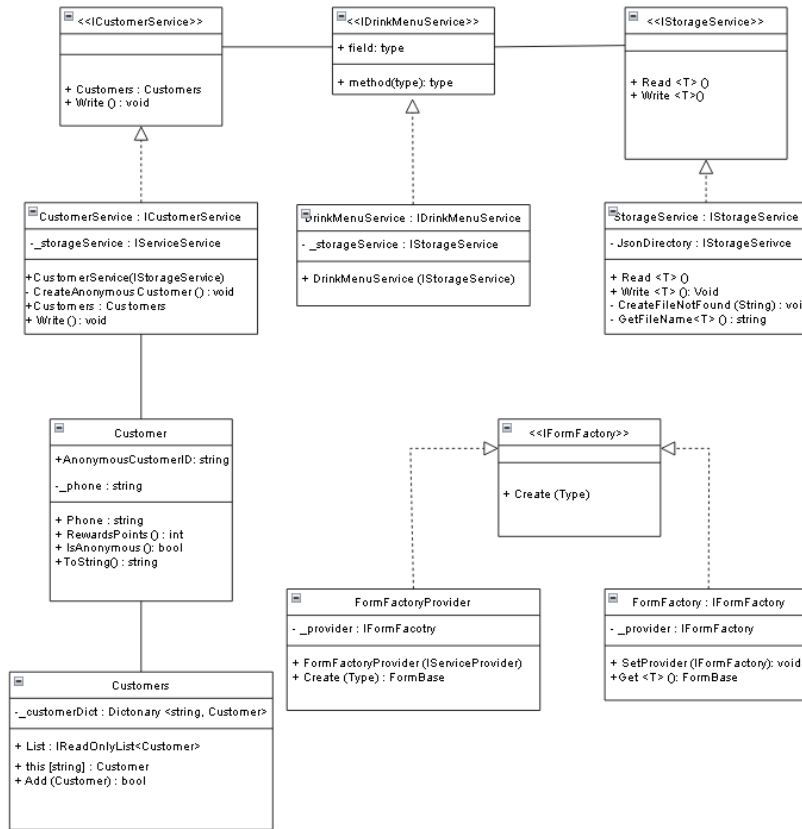 <<ICustomerService>>
+ Customers : Customers
+ Write () : void
<<IDrinkMenuService>>
+ field: type
+ method(type): type
<<IStorageService>>
+ Read <T> ()
+ Write <T>()
CustomerService : ICustomerService
- _storageService : IServiceService
+CustomerService(IStorageService)
- CreateAnonymous Customer () : void
+Customers : Customers
+ Write () : void
DrinkMenuService : IDrinkMenuService
- _storageService : IStorageService
+ DrinkMenuService (IStorageService)
StorageService : IStorageService
- JsonDirectory : IStorageSerivce
+ Read <T> ()
+ Write <T> (): Void
- CreateFileNotFound (String) : void
- GetFileName<T> () : string
Customer
+AnonymousCustomerID: string
-_phone : string
+ Phone : string
+ RewardsPoints () : int
+ IsAnonymous (): bool
+ToString() : string
<<IFormFactory>>
+ Create (Type)
FormFactoryProvider
- _provider : IFormFacotry
+ FormFactoryProvider (IServiceProvider)
+ Create (Type) : FormBase
FormFactory : IFormFactory
- _provider : IFormFactory
+ SetProvider (IFormFactory): void
+Get <T> (): FormBase
Customers
-_customerDict : Dictonary <string, Customer>
+ List : IReadOnlyList<Customer>
+ this [string] : Customer
+ Add (Customer) : bool